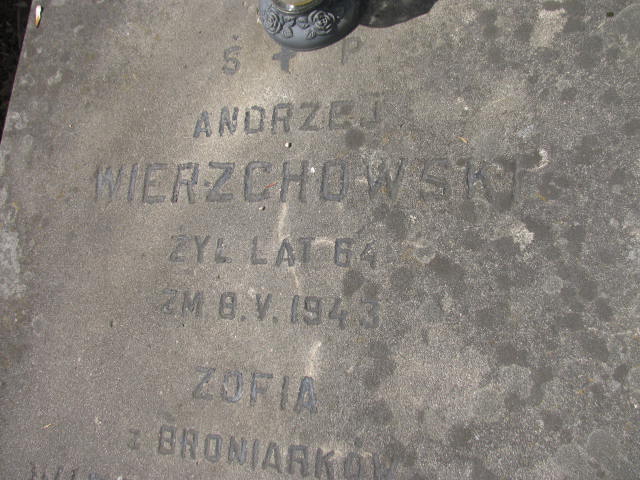 Ś ✝ P
ANDRZEJ
WIERZCHOWSKI
ŻYŁ LAT 64
ZM 8.V.1943
ZOFIA
z BRONIARKÓW